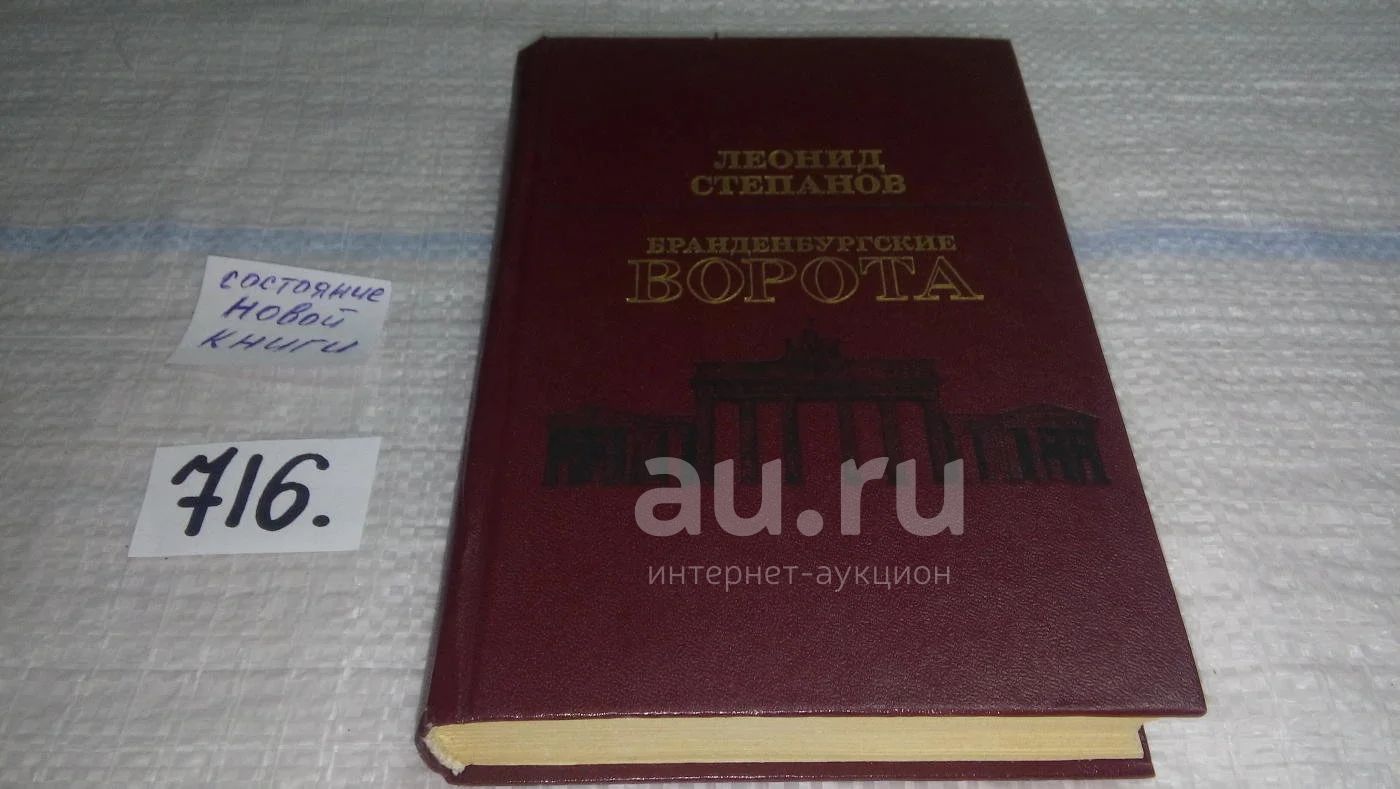 ЛЕОНИД
СТЕПАНОВ
БРАНДЕНБУРГСКИЕ
ВОРОТА
состояние
новой
книги
716.
au.ru
интернет-аукцион